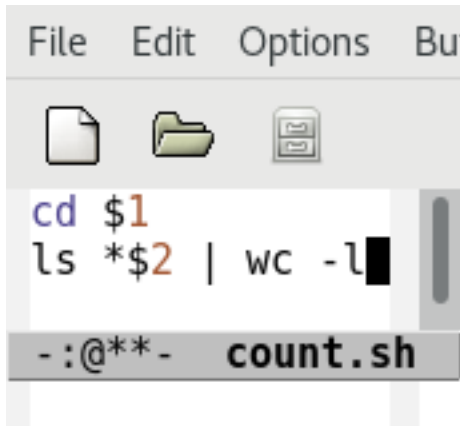 File Edit Options Bu
cd $1
ls *$2 | wc -l
-:@**- count.sh